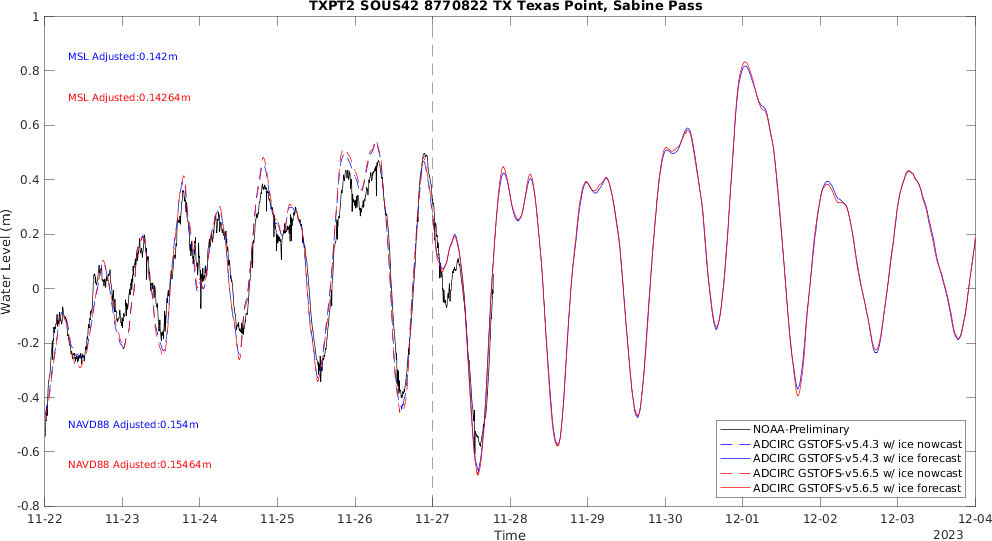 TXPT2 SOUS42 8770822 TX Texas Point, Sabine Pass
1
0.8
0.6
0.4
0.2
0
-0.2
-0.4
-0.6
-0.8
Water Level (m)
MSL Adjusted:0.142m
MSL Adjusted:0.14264m
NAVD88 Adjusted:0.154m
NAVD88 Adjusted:0.15464m
NOAA-Preliminary
ADCIRC GSTOFS-v5.4.3 w/ ice nowcast
ADCIRC GSTOFS-v5.4.3 w/ ice forecast
ADCIRC GSTOFS-v5.6.5 w/ ice nowcast
ADCIRC GSTOFS-v5.6.5 w/ ice forecast
11-22 11-23 11-24 11-25 11-26 11-27 11-28 11-29 11-30 12-01 12-02 12-03 12-04
Time
2023